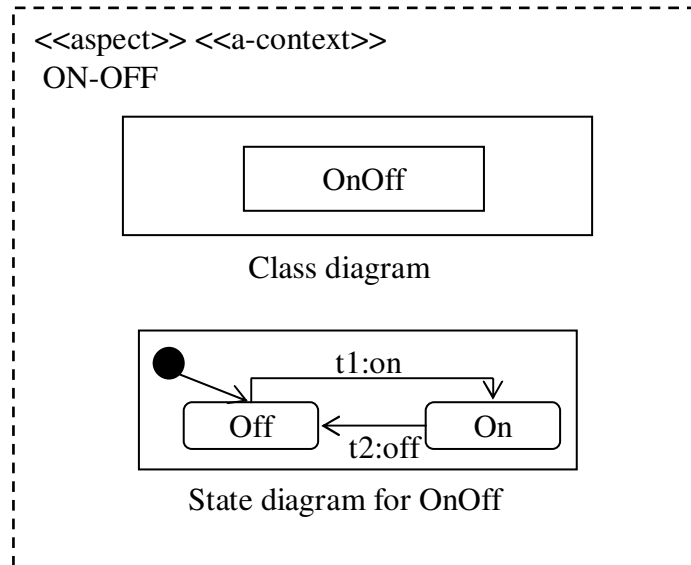 <<aspect>> <<a-context>>
ON-OFF
OnOff
Class diagram
t1:on
Off
On
t2:off
State diagram for OnOff